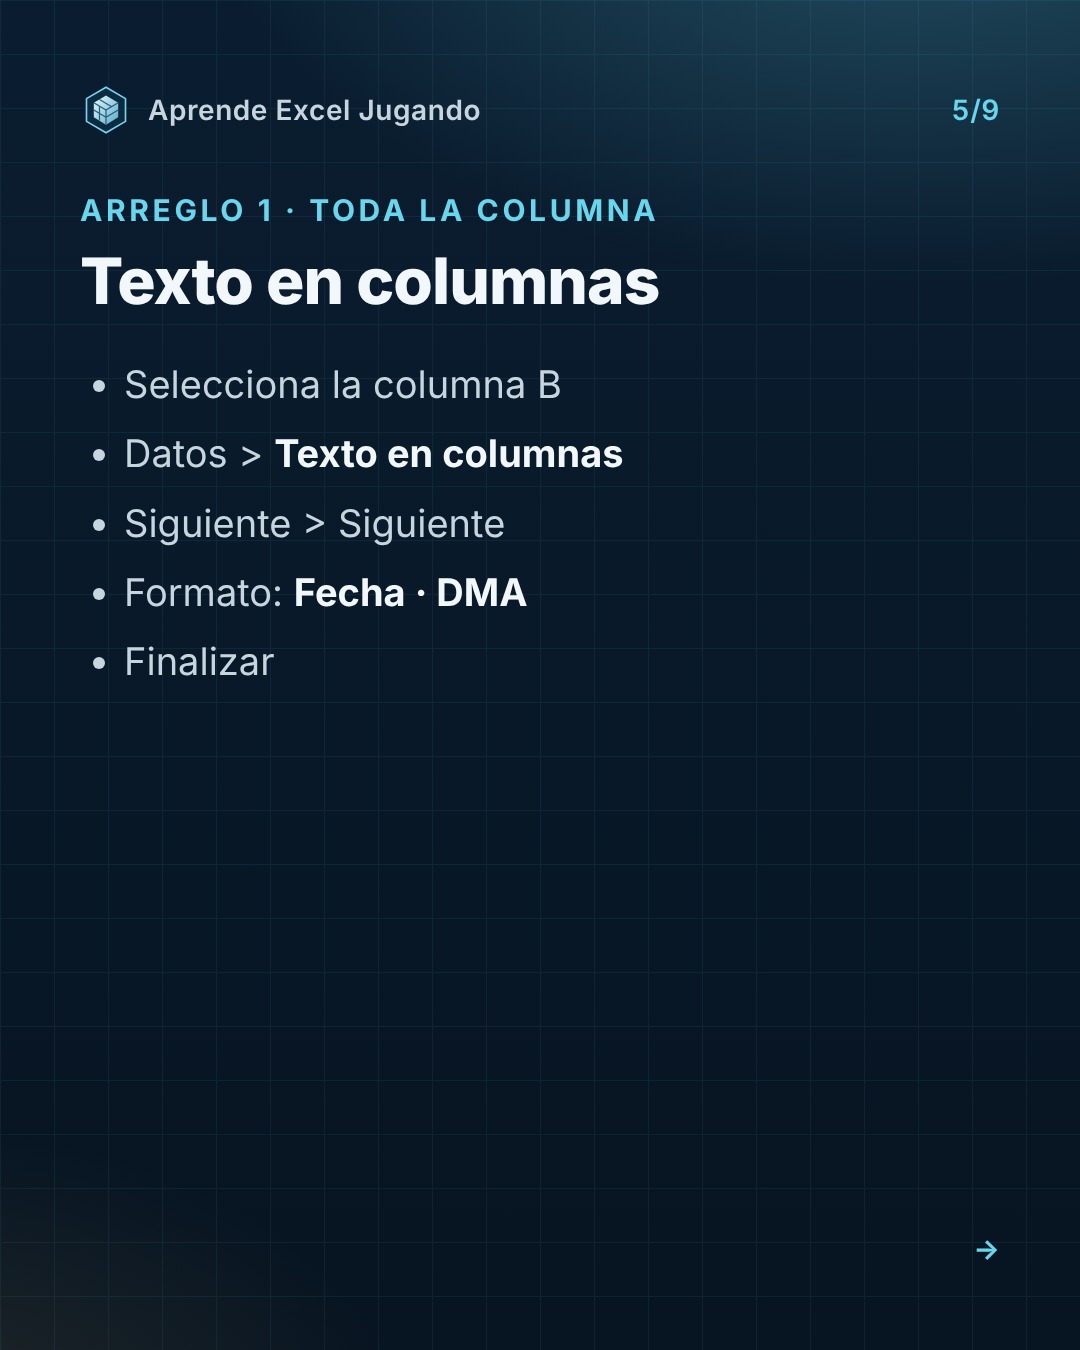 Aprende Excel Jugando
5/9
ARREGLO 1 · TODA LA COLUMNA
Texto en columnas
• Selecciona la columna B
• Datos > Texto en columnas
• Siguiente > Siguiente
• Formato: Fecha · DMA
• Finalizar
→